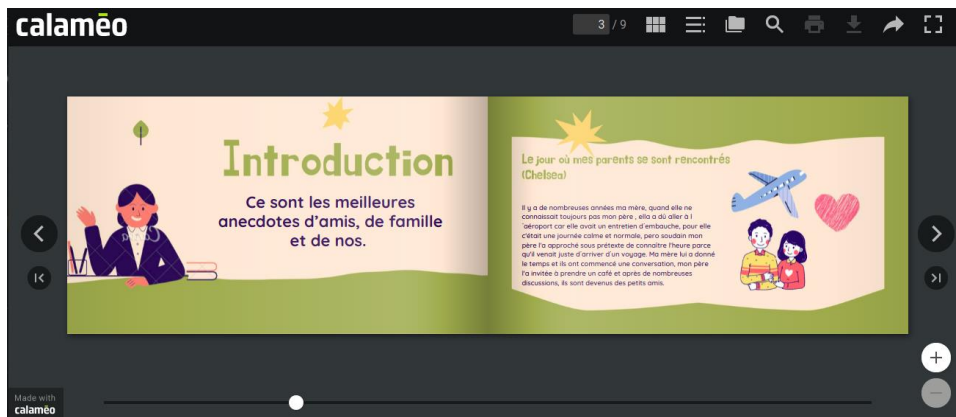 calamēo
3 / 9
Introduction
Ce sont les meilleures
anecdotes d'amis, de famille
et de nos.
Le jour où mes parents se sont rencontrés
(Chelsea)
Il y a de nombreuses années ma mère, quand elle ne
connaissait toujours pas mon père , ella a dû aller à l
´aéroport car elle avait un entretien d´embauche, pour elle
c'était une journée calme et normale, pero soudain mon
père l'a approché sous prétexte de connaître l'heure parce
qu'il venait juste d´arriver d´un voyage. Ma mère lui a donné
le temps et ils ont commencé une conversation, mon père
l'a invitée à prendre un café et après de nombreuses
discussions, ils sont devenus des petits amis.
Made with
calamēo